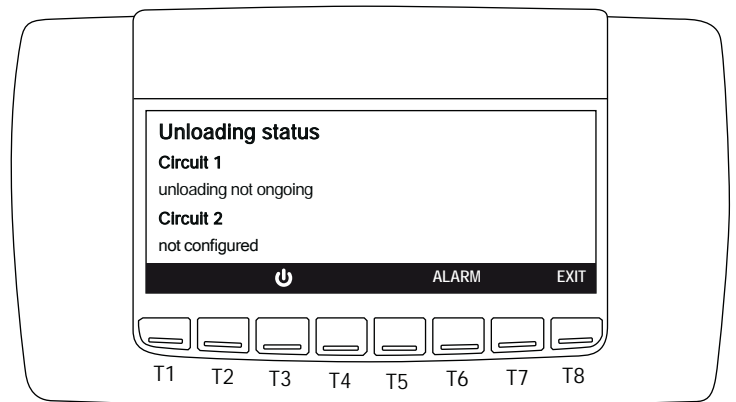 Unloading status
Circuit 1
unloading not ongoing
Circuit 2
not configured
ALARM EXIT
T1 T2 T3 T4 T5 T6 T7 T8